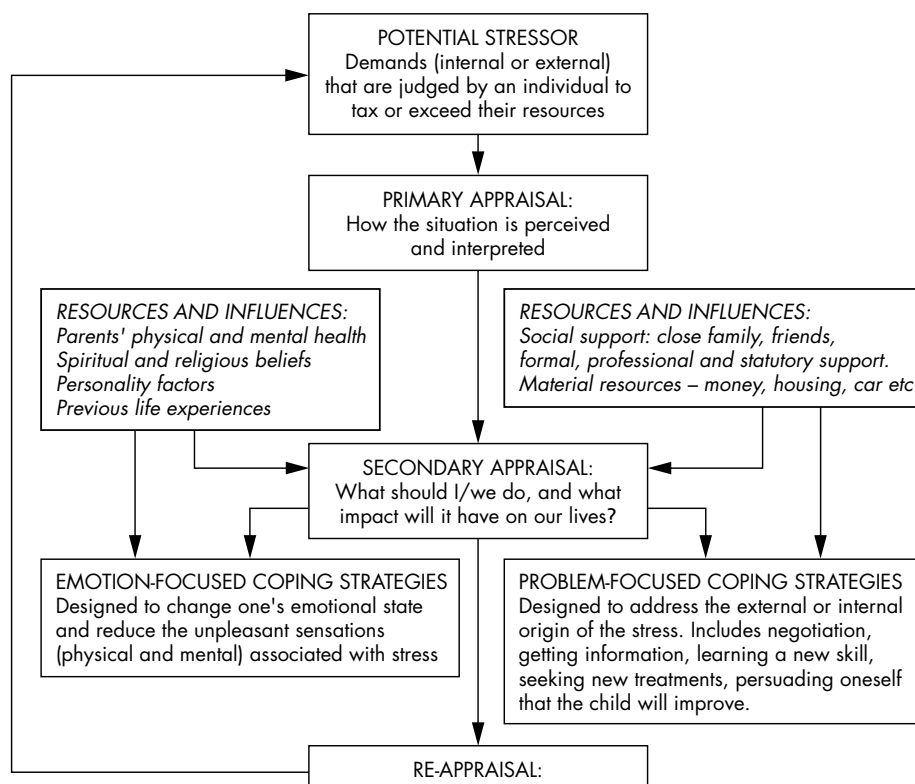 POTENTIAL STRESSOR
Demands (internal or external)
that are judged by an individual to
tax or exceed their resources
PRIMARY APPRAISAL:
How the situation is perceived
and interpreted
RESOURCES AND INFLUENCES:
Parents' physical and mental health
Spiritual and religious beliefs
Personality factors
Previous life experiences
RESOURCES AND INFLUENCES:
Social support: close family, friends,
formal, professional and statutory support.
Material resources – money, housing, car etc
SECONDARY APPRAISAL:
What should I/we do, and what
impact will it have on our lives?
EMOTION-FOCUSED COPING STRATEGIES
Designed to change one's emotional state
and reduce the unpleasant sensations
(physical and mental) associated with stress
PROBLEM-FOCUSED COPING STRATEGIES
Designed to address the external or internal
origin of the stress. Includes negotiation,
getting information, learning a new skill,
seeking new treatments, persuading oneself
that the child will improve.
RE-APPRAISAL: